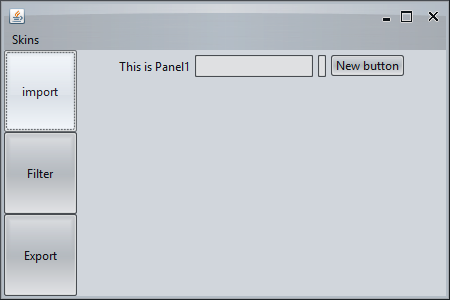 Skins
import
This is Panel1 New button
Filter
Export